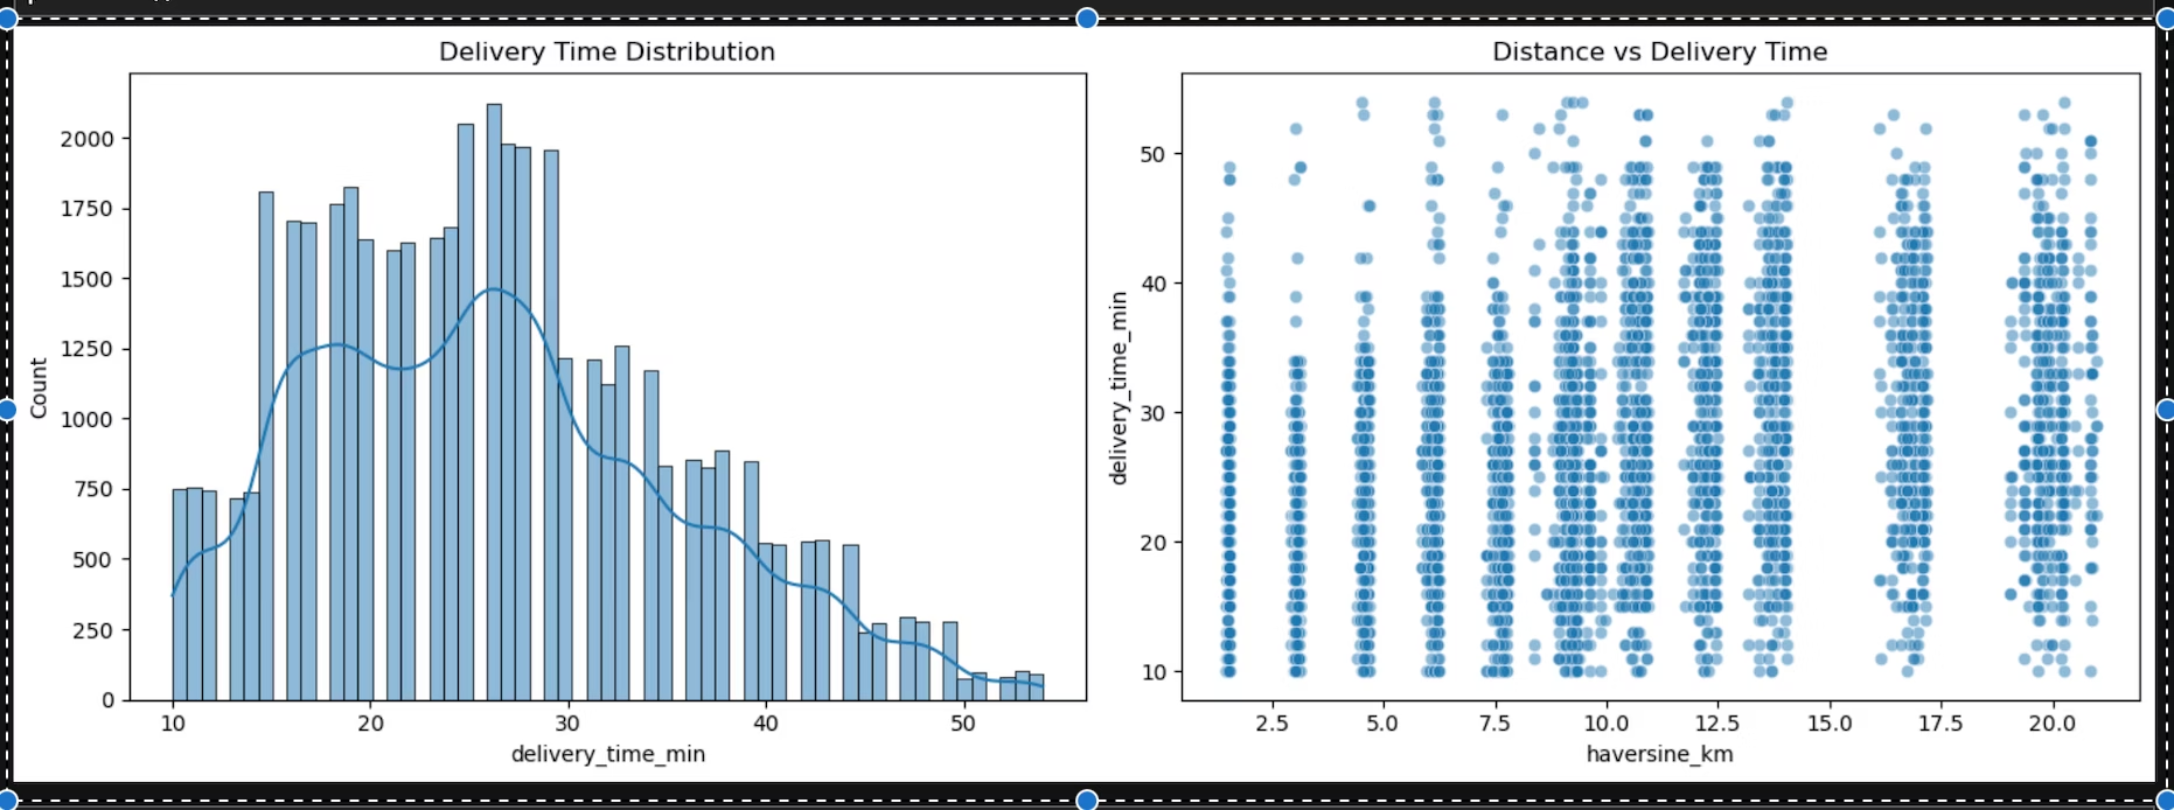 Delivery Time Distribution
2000
1750
1500
1250
1000
750
500
250
0
Count
10 20 30 40 50
delivery_time_min
Distance vs Delivery Time
50
40
30
20
10
delivery_time_min
2.5 5.0 7.5 10.0 12.5 15.0 17.5 20.0
haversine_km